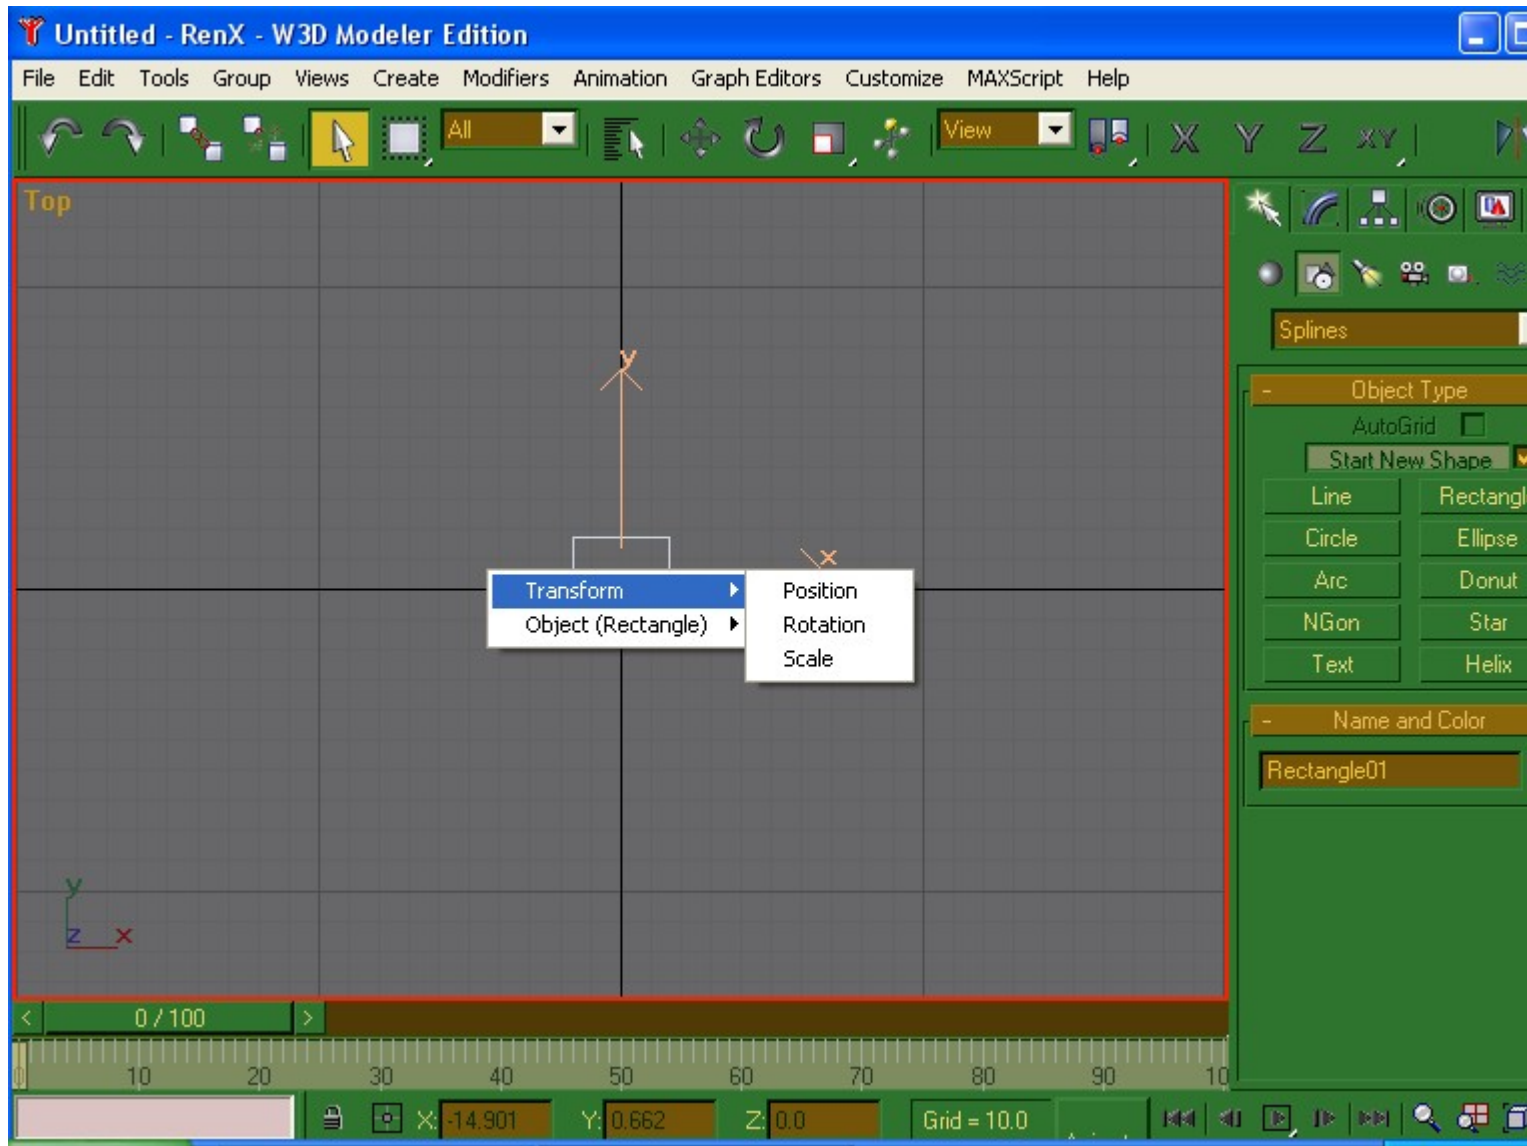 Untitled - RenX - W3D Modeler Edition
File Edit Tools Group Views Create Modifiers Animation Graph Editors Customize MAXScript Help
All View X Y Z XY
Top
Splines
y
- Object Type
AutoGrid
Start New Shape
Line Rectangl
Circle Ellipse
x
Transform Position
Arc Donut
Object (Rectangle) Rotation
NGon Star
Scale
Text Helix
- Name and Color
Rectangle01
y
z x
< 0 / 100 >
0 10 20 30 40 50 60 70 80 90 10
X: -14.901 Y: 0.662 Z: 0.0 Grid = 10.0